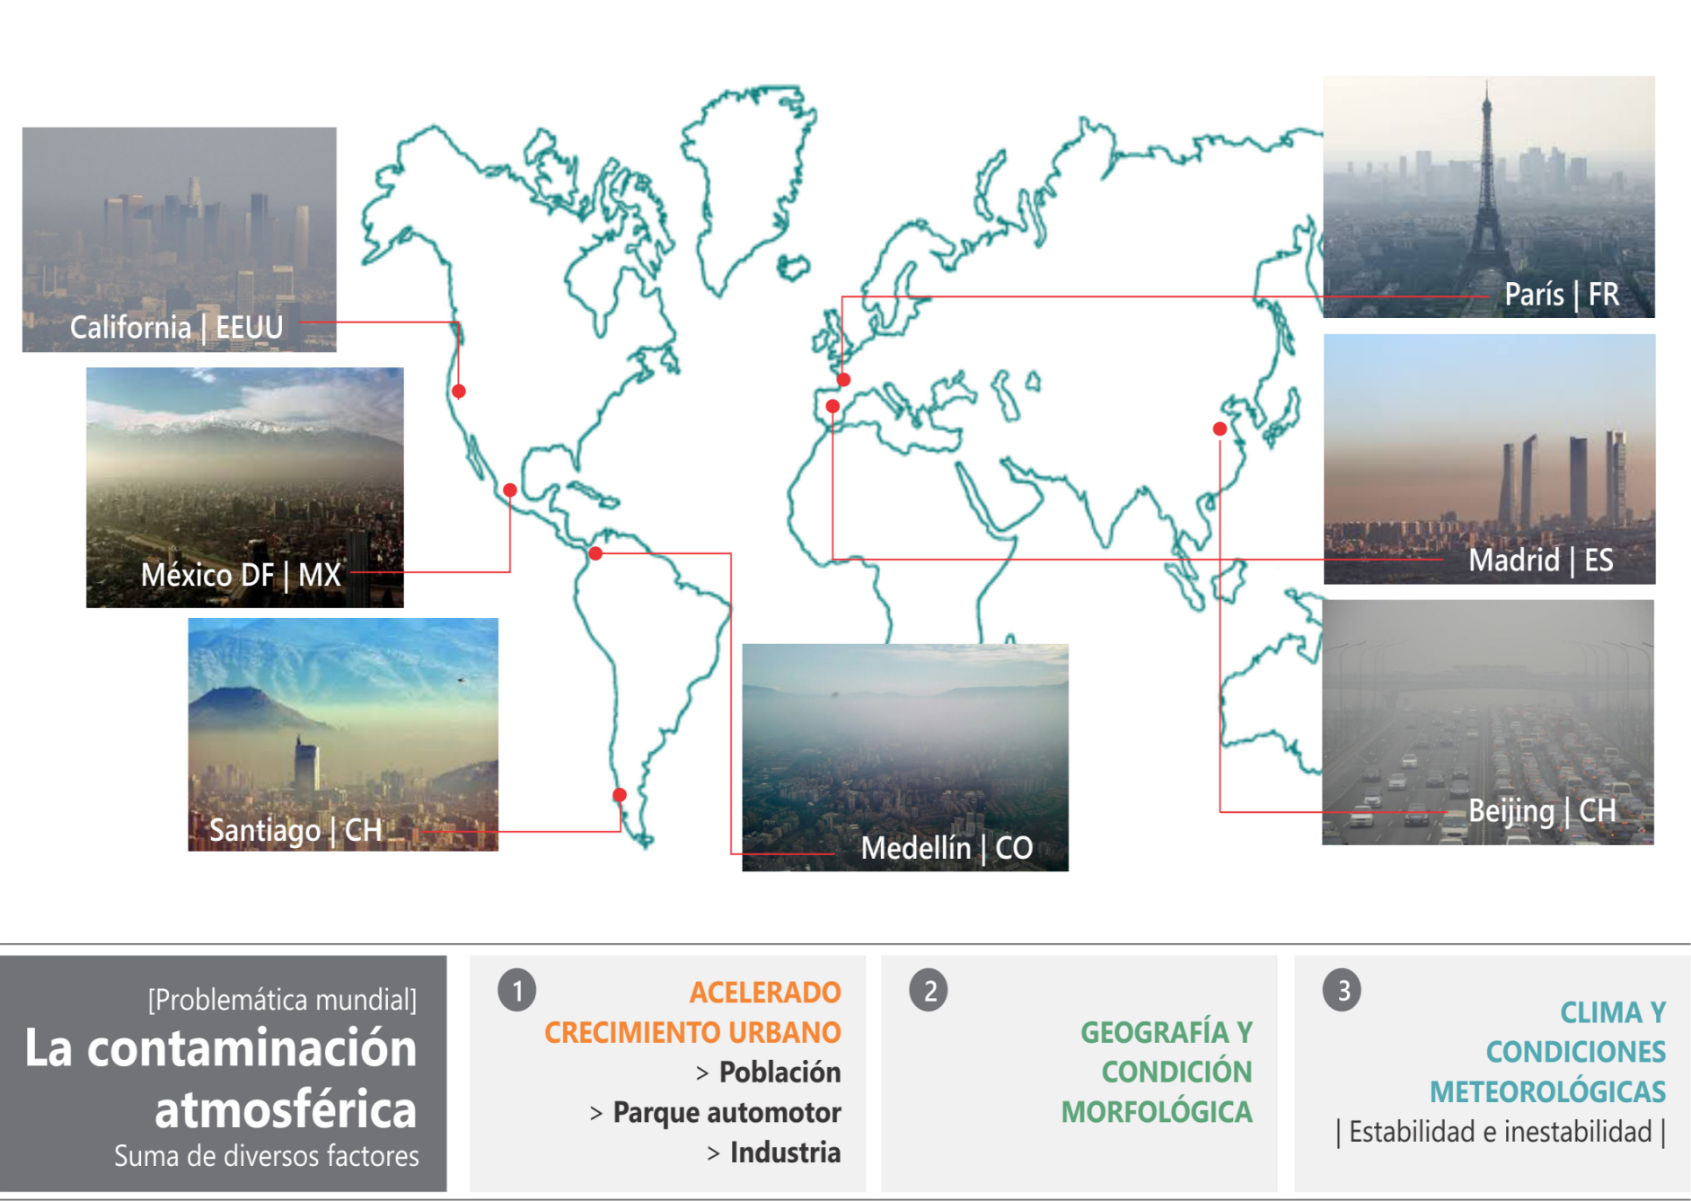 California | EEUU
París | FR
México DF | MX
Madrid | ES
Santiago | CH
Medellín | CO
Beijing | CH
[Problemática mundial]
La contaminación
atmosférica
Suma de diversos factores
1
ACELERADO
CRECIMIENTO URBANO
> Población
> Parque automotor
> Industria
2
GEOGRAFÍA Y
CONDICIÓN
MORFOLÓGICA
3
CLIMA Y
CONDICIONES
METEOROLÓGICAS
| Estabilidad e inestabilidad |